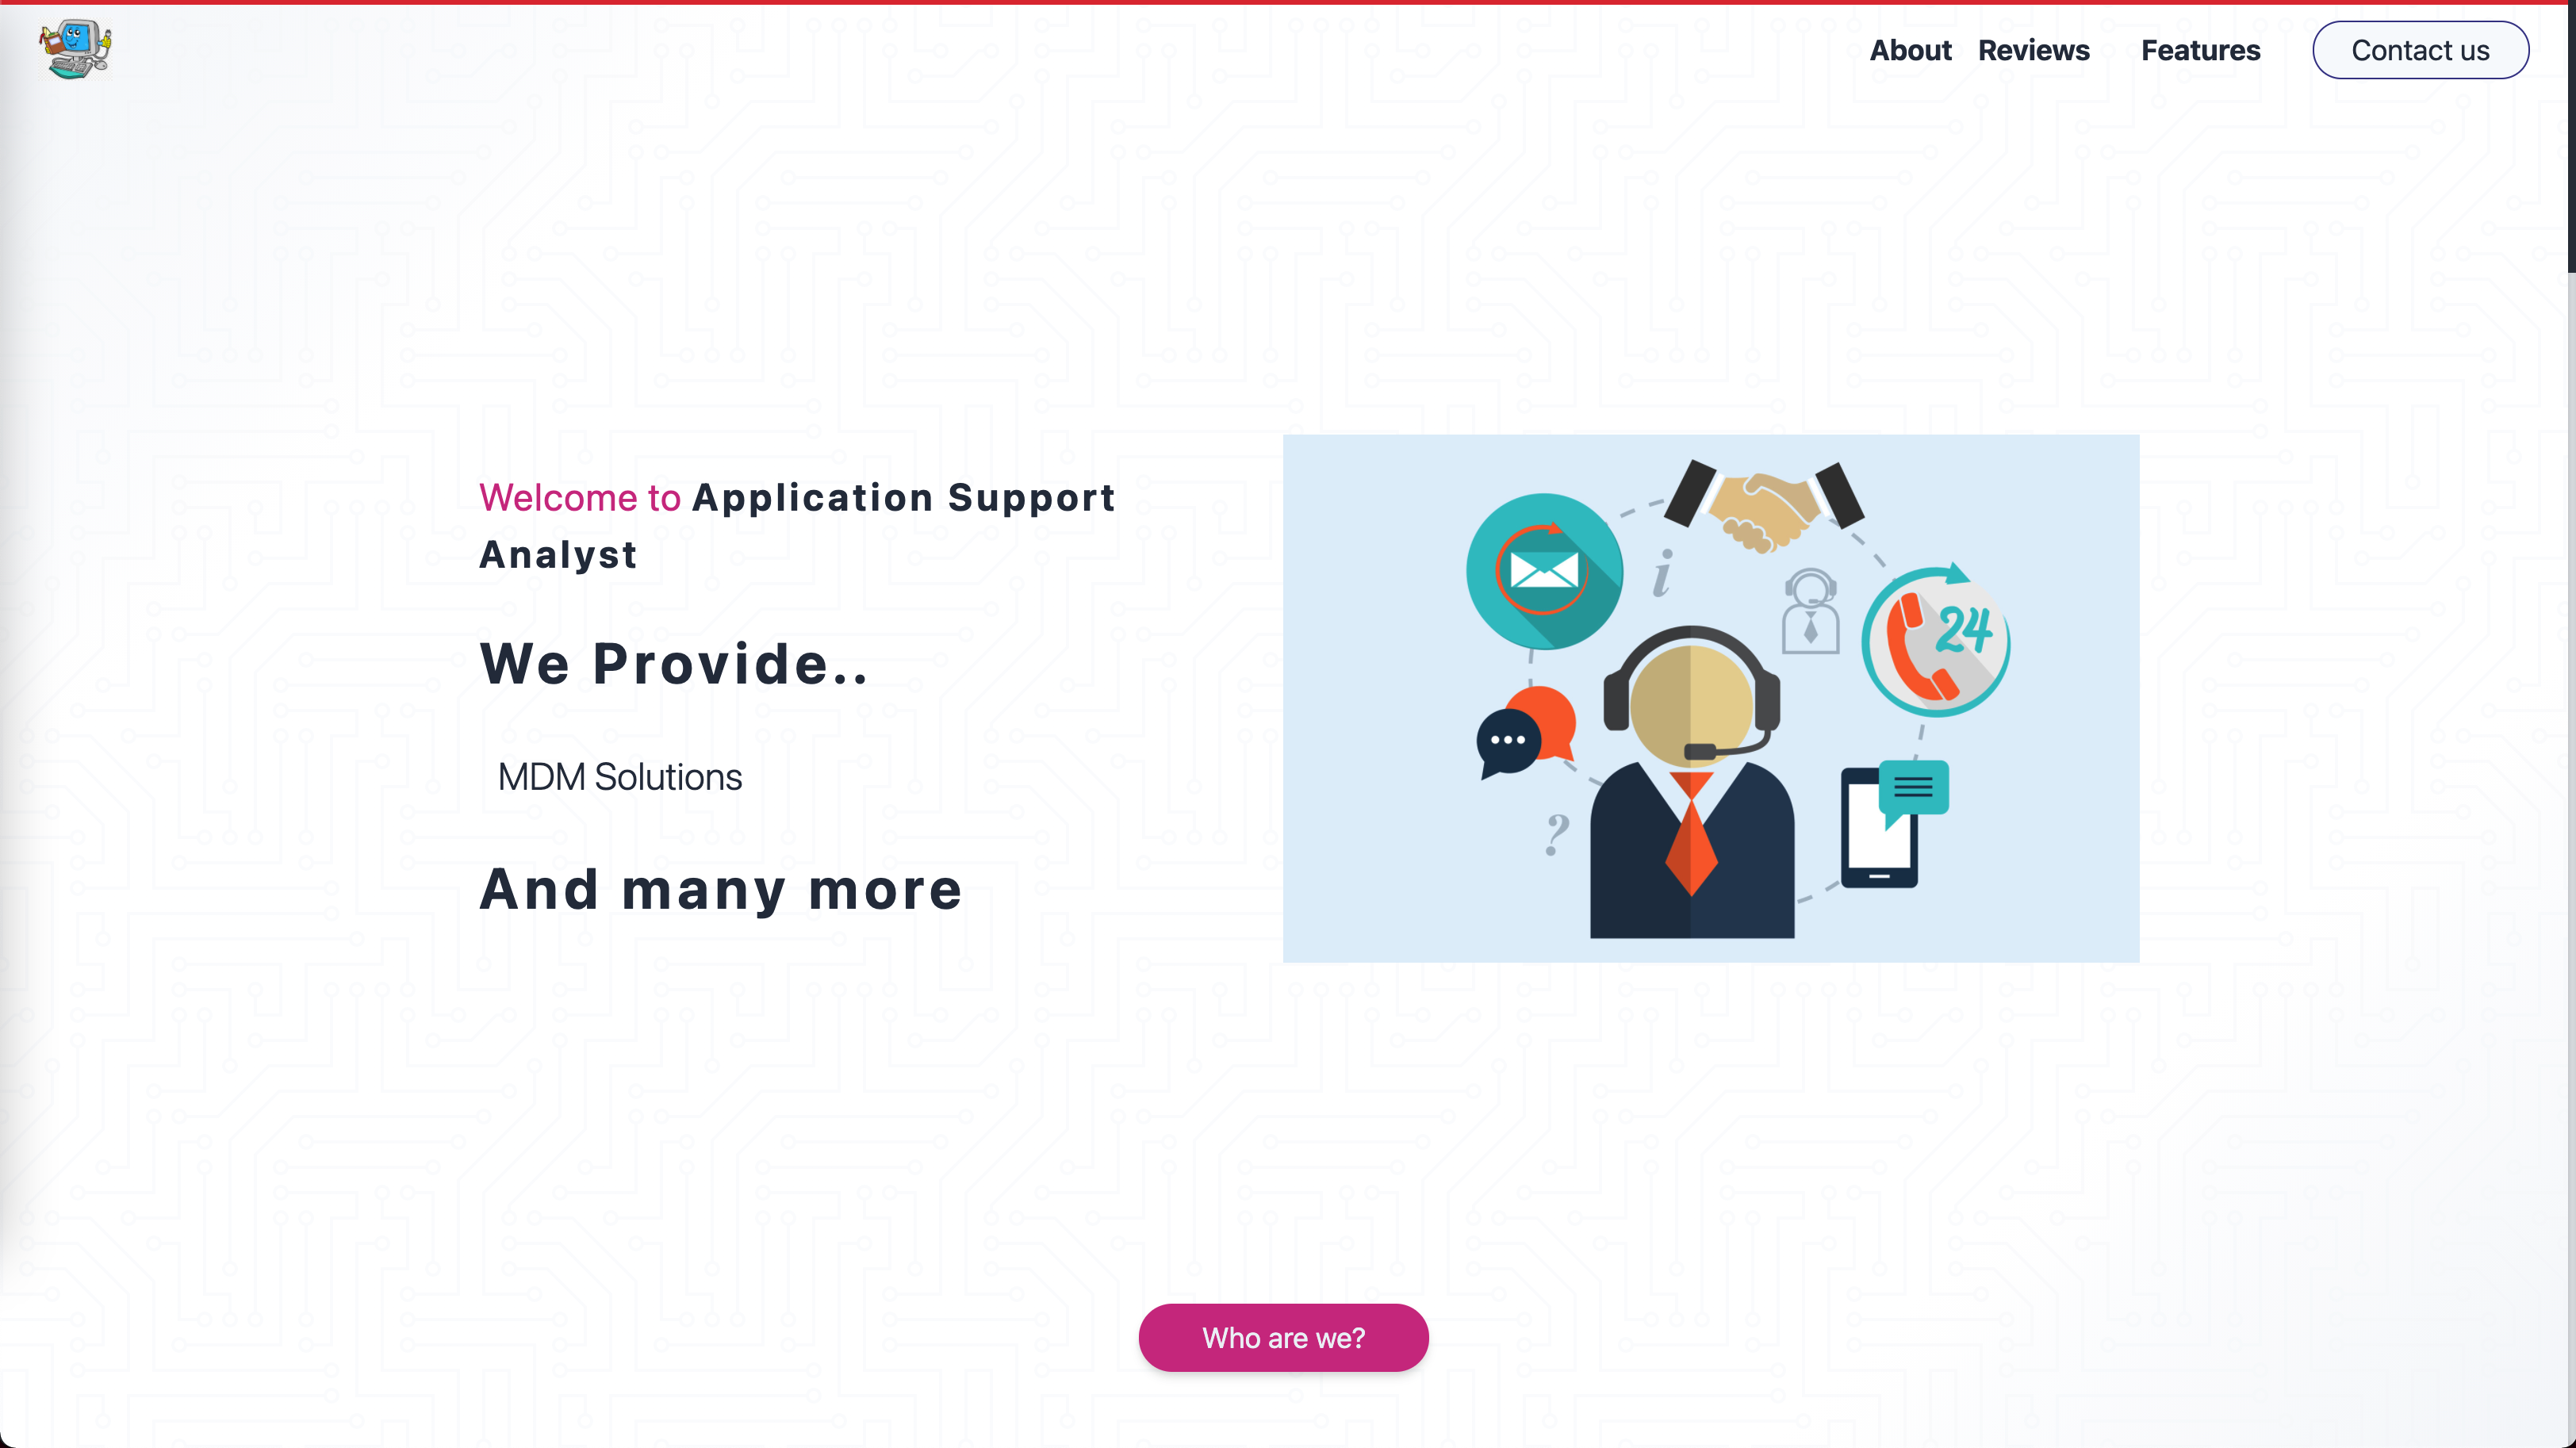 About Reviews Features Contact us
Welcome to Application Support
Analyst
We Provide..
MDM Solutions
And many more
i
24
?
Who are we?